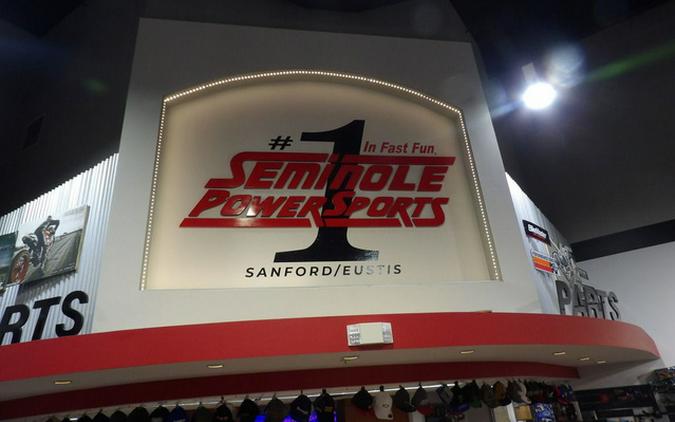 #1
In Fast Fun.
SEMINOLE
POWERSPORTS
SANFORD/EUSTIS
RTS
PARTS